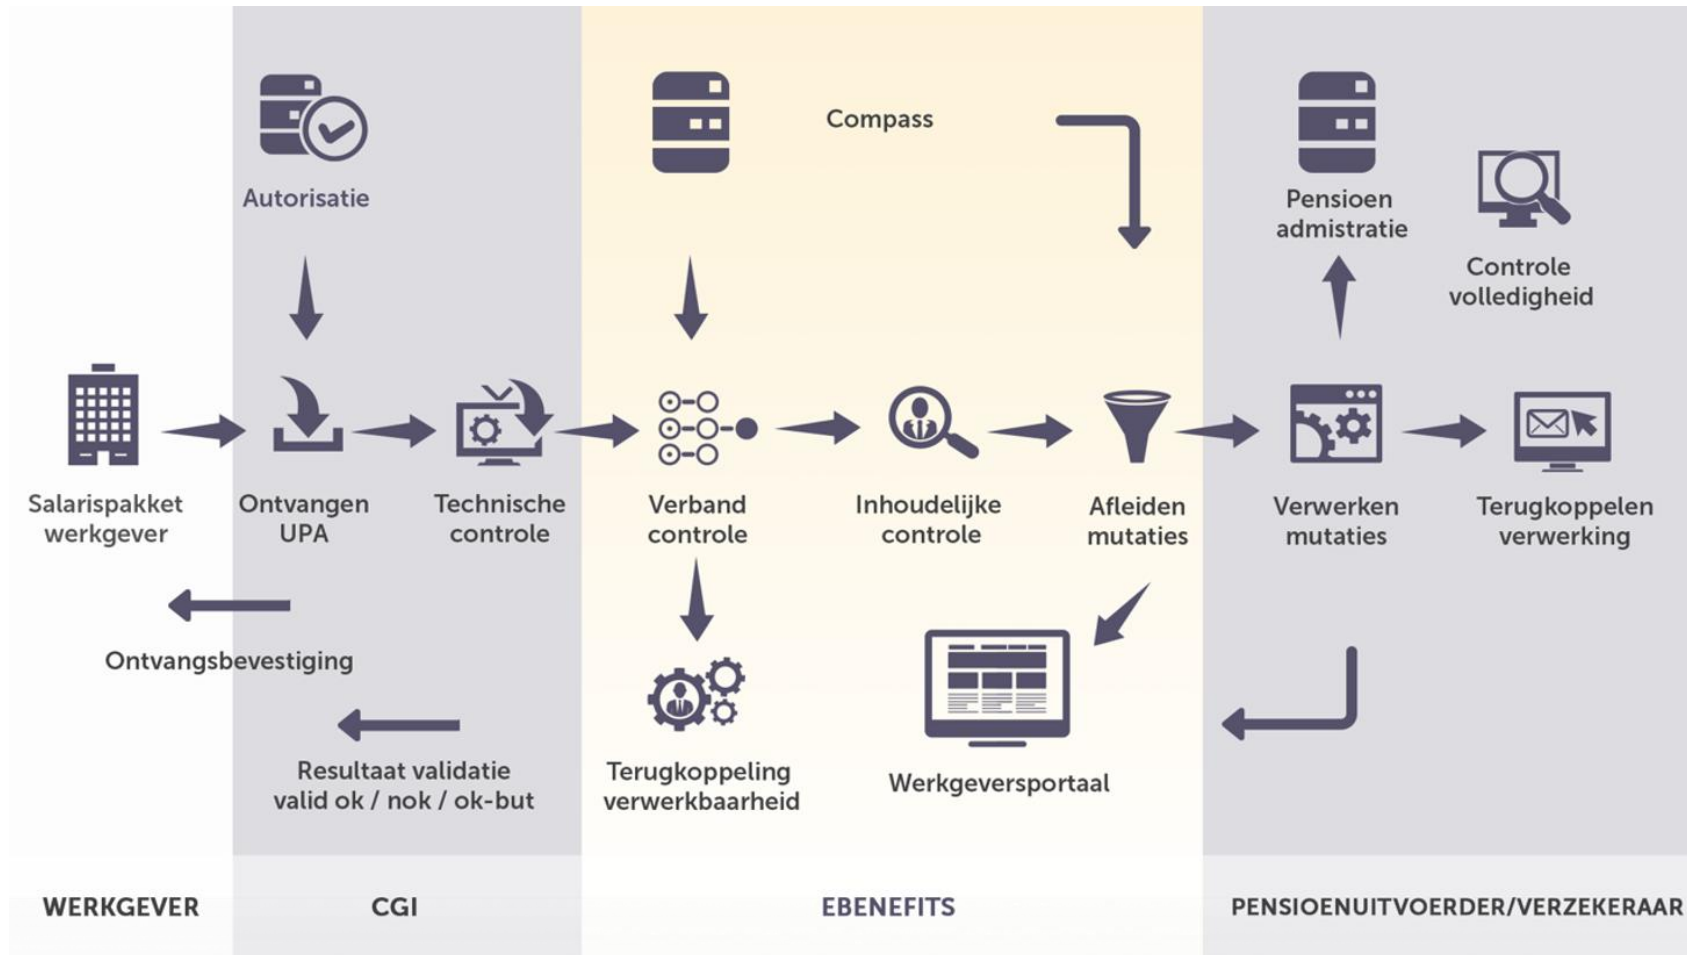 Compass
Autorisatie
Pensioen
admistratie
Controle
volledigheid
Salarispakket
werkgever
Ontvangen
UPA
Technische
controle
Verband
controle
Inhoudelijke
controle
Afleiden
mutaties
Verwerken
mutaties
Terugkoppelen
verwerking
Ontvangsbevestiging
Resultaat validatie
valid ok / nok / ok-but
Terugkoppeling
verwerkbaarheid
Werkgeversportaal
WERKGEVER
CGI
EBENEFITS
PENSIOENUITVOERDER/VERZEKERAAR